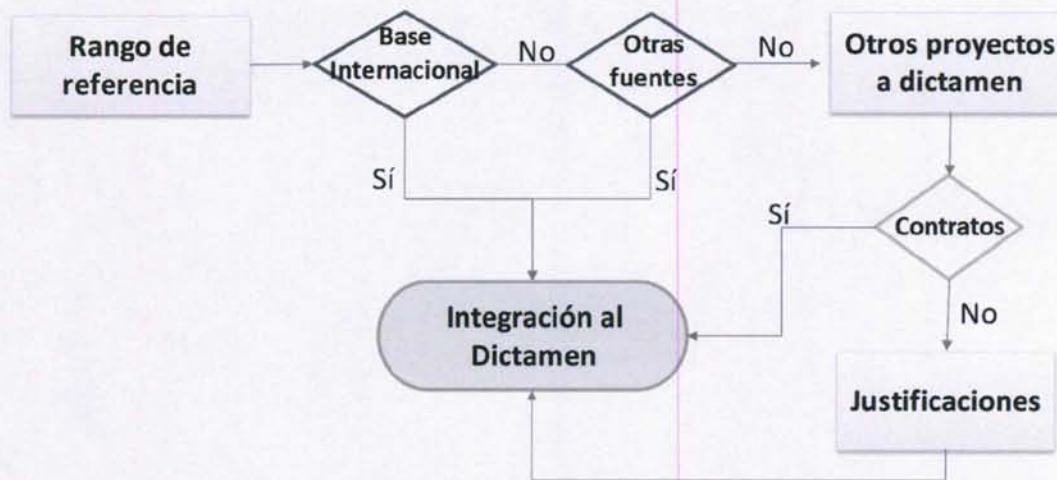 Rango de
referencia
Base
Internacional
No
Otras
fuentes
No
Otros proyectos
a dictamen
Sí
Sí
Sí
Contratos
Integración al
Dictamen
No
Justificaciones